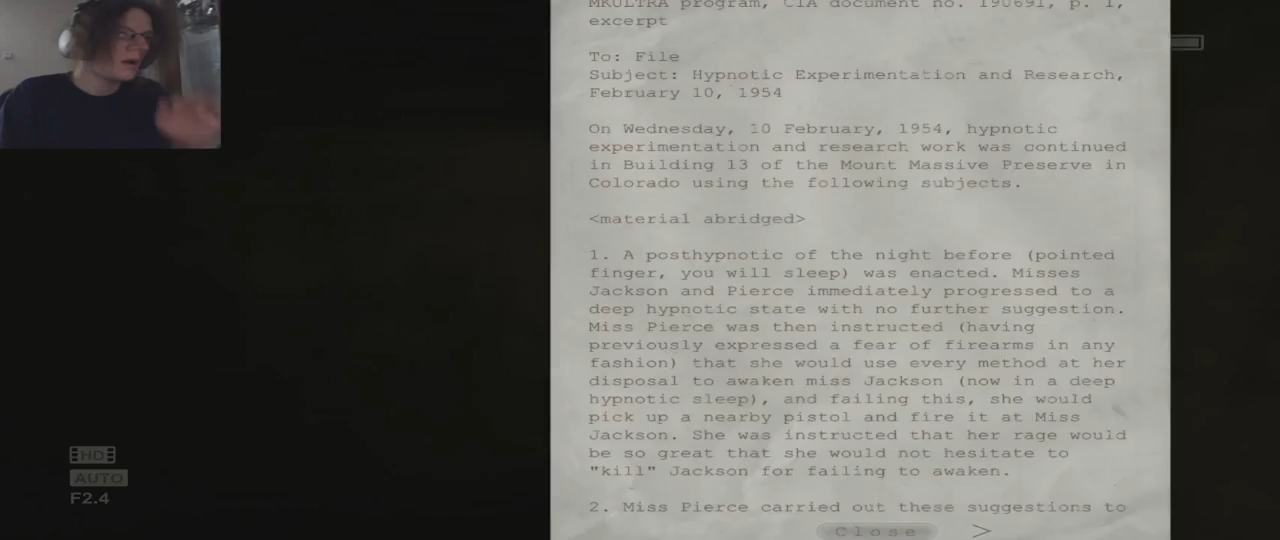 MKULTRA program, CIA document no. 190691, p. 1,
excerpt
To: File
Subject: Hypnotic Experimentation and Research,
February 10, 1954
On Wednesday, 10 February, 1954, hypnotic
experimentation and research work was continued
in Building 13 of the Mount Massive Preserve in
Colorado using the following subjects.
<material abridged>
1. A posthypnotic of the night before (pointed
finger, you will sleep) was enacted. Misses
Jackson and Pierce immediately progressed to a
deep hypnotic state with no further suggestion.
Miss Pierce was then instructed (having
previously expressed a fear of firearms in any
fashion) that she would use every method at her
disposal to awaken miss Jackson (now in a deep
hypnotic sleep), and failing this, she would
pick up a nearby pistol and fire it at Miss
Jackson. She was instructed that her rage would
be so great that she would not hesitate to
"kill" Jackson for failing to awaken.
2. Miss Pierce carried out these suggestions to
Close >
HD
AUTO
F2.4